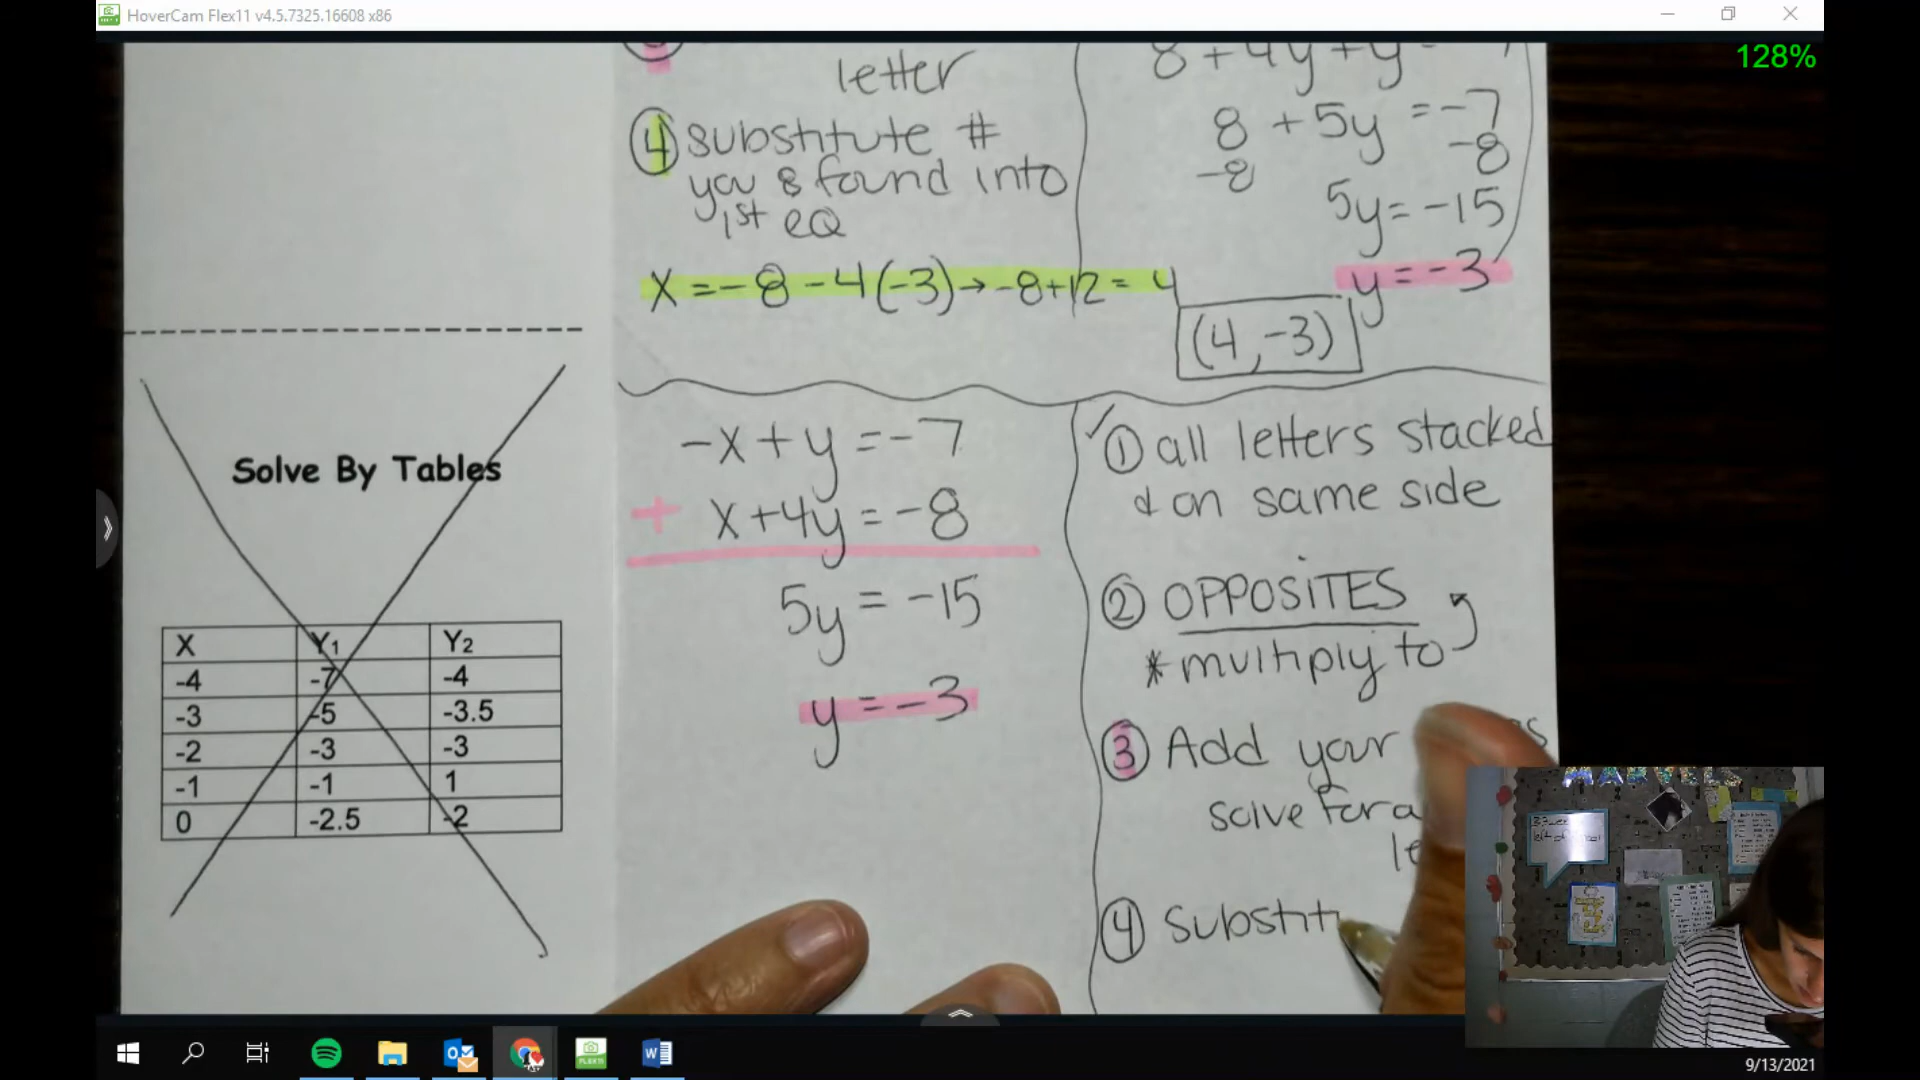 HoverCam Flex11 v4.5.7325.16608 x86
128%
letter
④ substitute #
you 8 found into
1st eQ
X = -8 - 4(-3) → -8+12 = 4
8 + 4y + y = -7
8 + 5y = -7
-8 -8
5y = -15
y = -3
(4, -3)
Solve By Tables
X Y₁ Y₂
-4 -7 -4
-3 -5 -3.5
-2 -3 -3
-1 -1 1
0 -2.5 -2
-x + y = -7
+ x + 4y = -8
5y = -15
y = -3
✓① all letters stacked
& on same side
② OPPOSITES
*multiply to
③ Add your
solve for a
④ Substit
FLEX11
9/13/2021